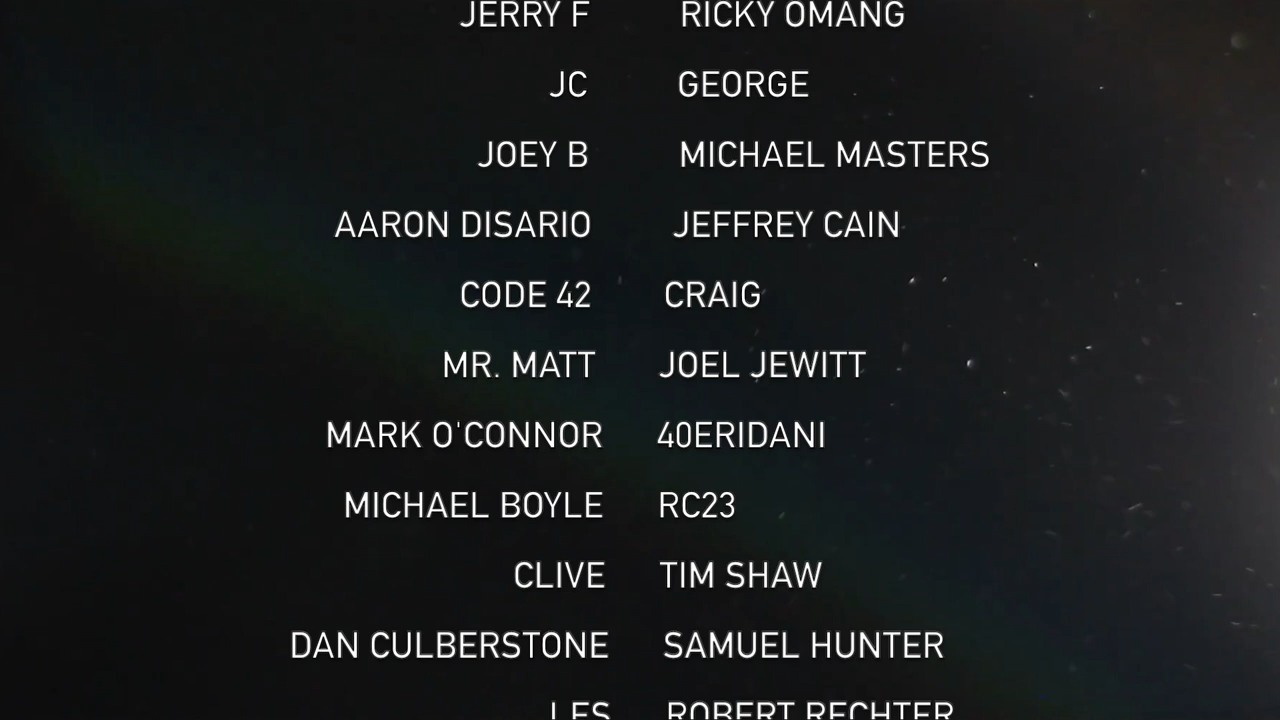 JERRY F RICKY OMANG
JC GEORGE
JOEY B MICHAEL MASTERS
AARON DISARIO JEFFREY CAIN
CODE 42 CRAIG
MR. MATT JOEL JEWITT
MARK O'CONNOR 40ERIDANI
MICHAEL BOYLE RC23
CLIVE TIM SHAW
DAN CULBERSTONE SAMUEL HUNTER
LES ROBERT RECHTER